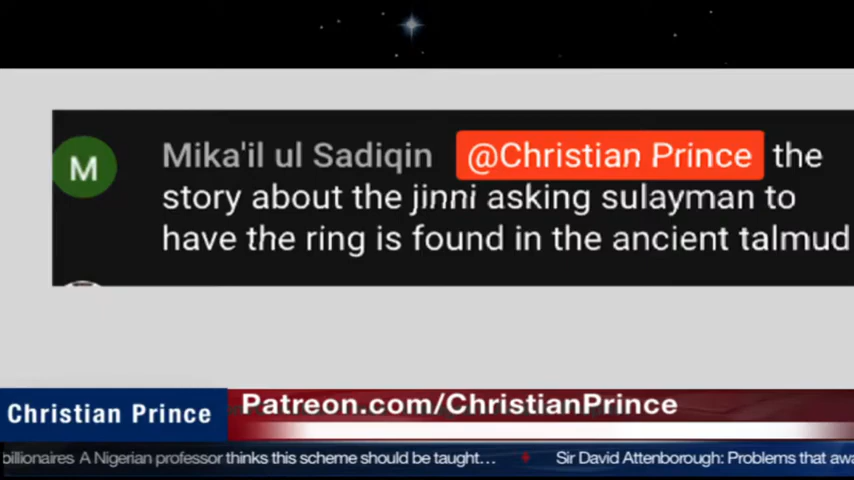 M
Mika'il ul Sadiqin @Christian Prince the
story about the jinni asking sulayman to
have the ring is found in the ancient talmud
Christian Prince
Patreon.com/ChristianPrince
billionaires A Nigerian professor thinks this scheme should be taught... Sir David Attenborough: Problems that